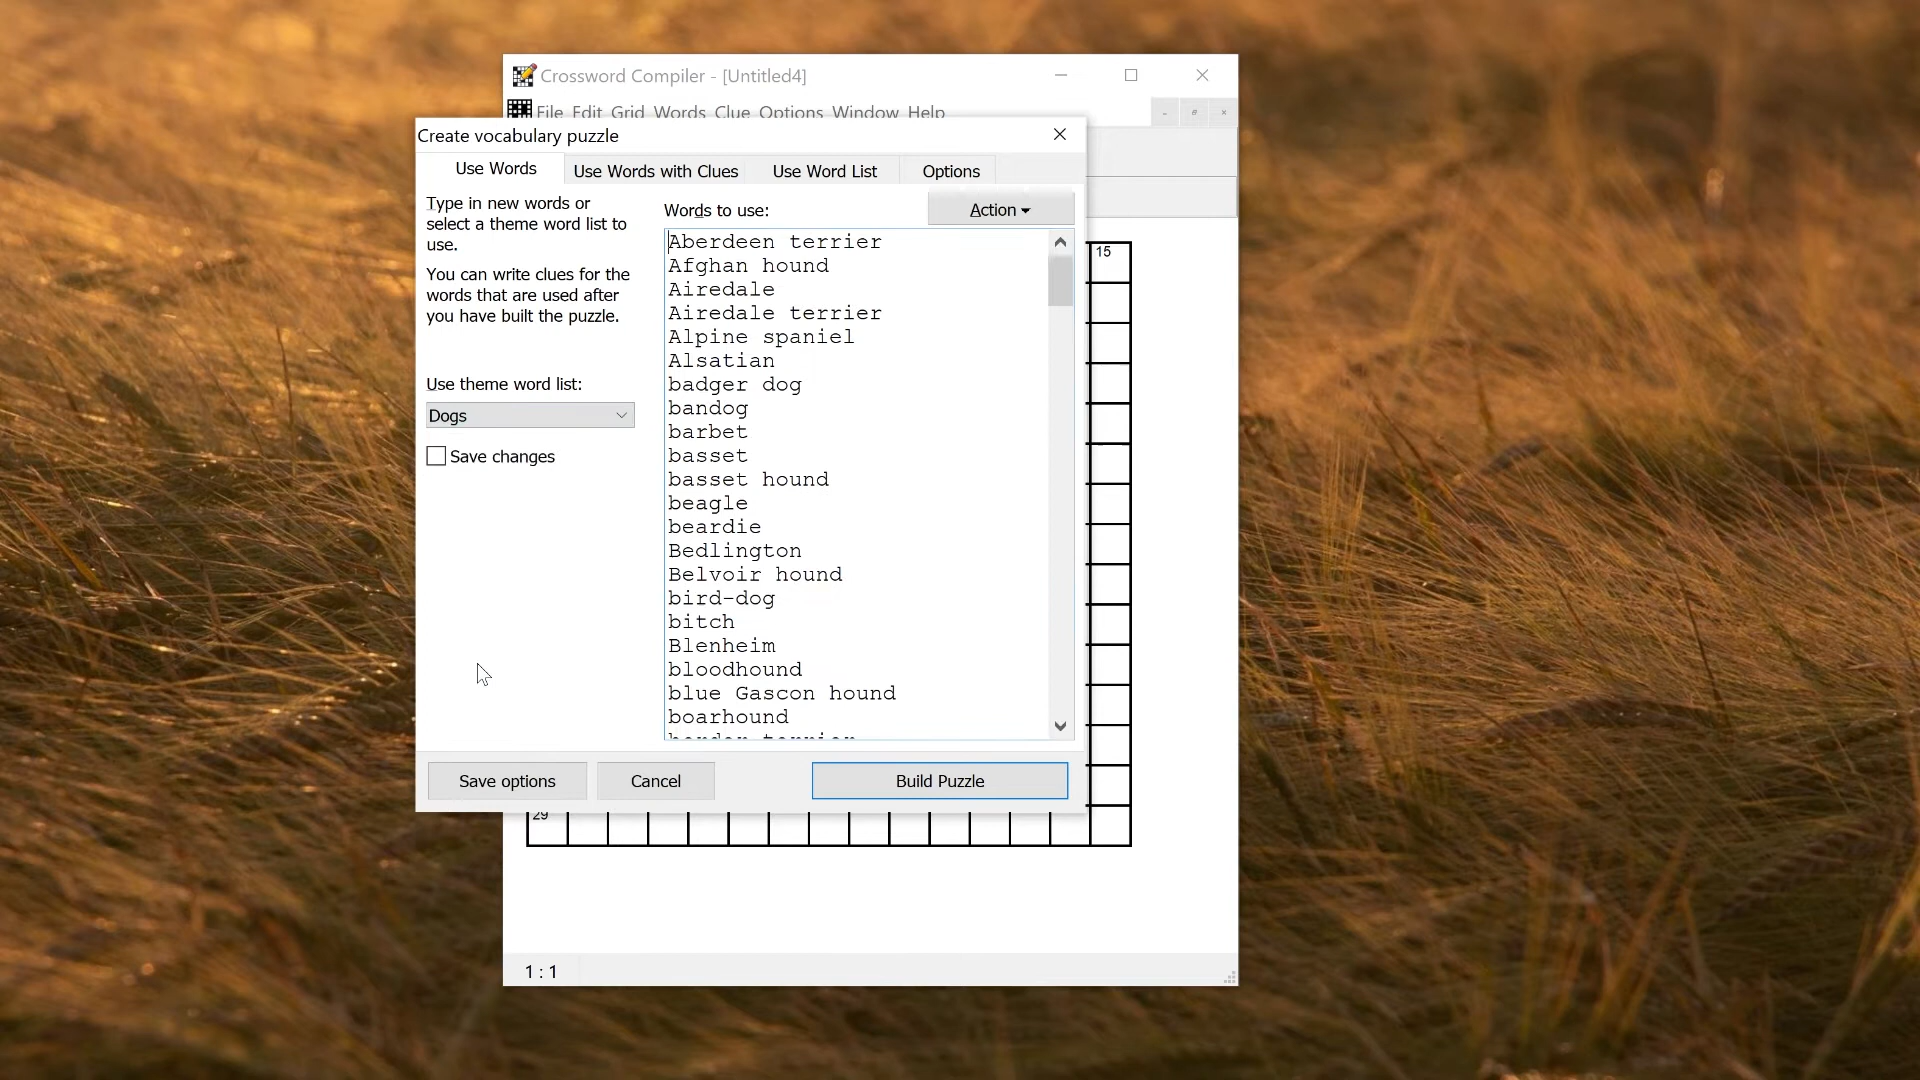 Crossword Compiler - [Untitled4]
File Edit Grid Words Clue Options Window Help
Create vocabulary puzzle
Use Words
Use Words with Clues
Use Word List
Options
Type in new words or
select a theme word list to
use.
You can write clues for the
words that are used after
you have built the puzzle.
Use theme word list:
Dogs
Save changes
Words to use:
Action
Aberdeen terrier
Afghan hound
Airedale
Airedale terrier
Alpine spaniel
Alsatian
badger dog
bandog
barbet
basset
basset hound
beagle
beardie
Bedlington
Belvoir hound
bird-dog
bitch
Blenheim
bloodhound
blue Gascon hound
boarhound
border terrier
Save options
Cancel
Build Puzzle
15
29
1 : 1